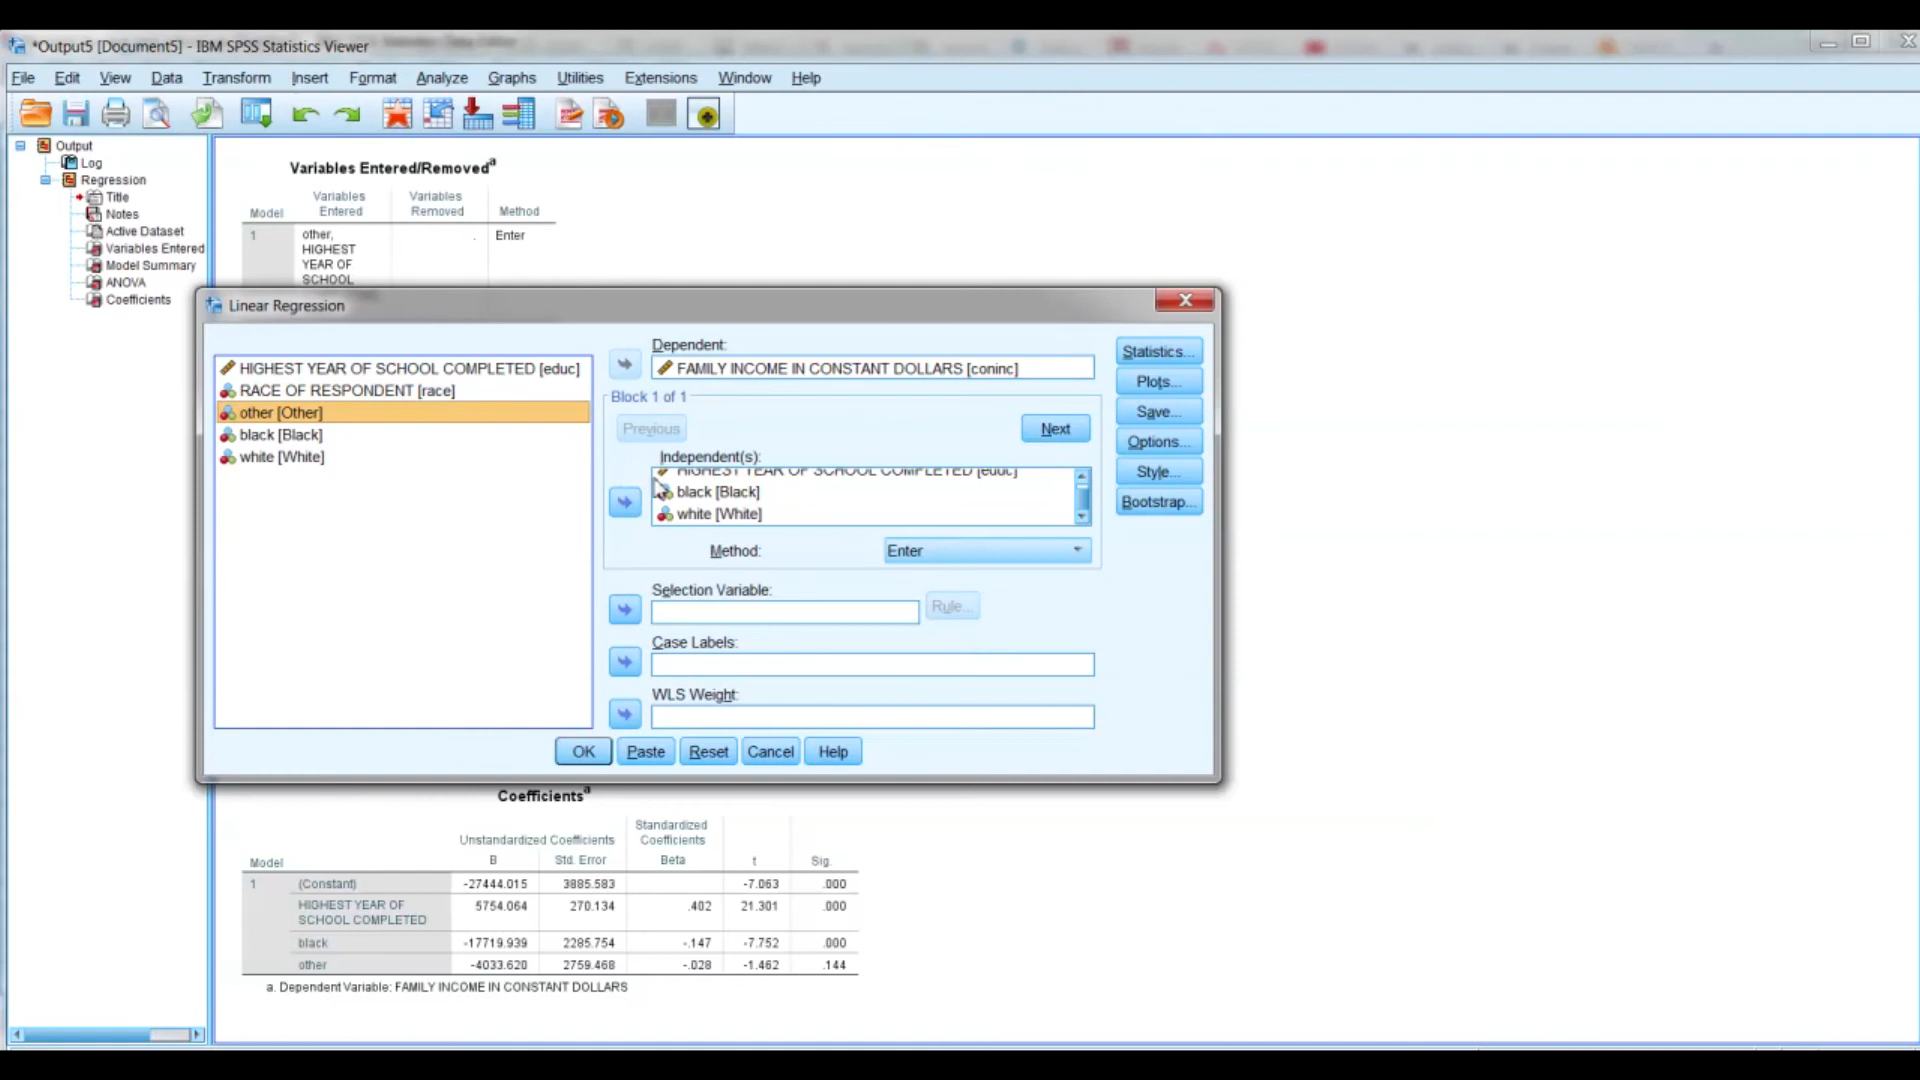 *Output5 [Document5] - IBM SPSS Statistics Viewer
File Edit View Data Transform Insert Format Analyze Graphs Utilities Extensions Window Help
Output
Log
Regression
Title
Notes
Active Dataset
Variables Entered
Model Summary
ANOVA
Coefficients
Variables Entered/Removedᵃ
Model Variables Entered Variables Removed Method
1 other, . Enter
HIGHEST
YEAR OF
SCHOOL
Linear Regression
HIGHEST YEAR OF SCHOOL COMPLETED [educ]
RACE OF RESPONDENT [race]
other [Other]
black [Black]
white [White]
Dependent:
FAMILY INCOME IN CONSTANT DOLLARS [coninc]
Block 1 of 1
Previous Next
Independent(s):
HIGHEST YEAR OF SCHOOL COMPLETED [educ]
black [Black]
white [White]
Method: Enter
Selection Variable:
Rule...
Case Labels:
WLS Weight:
Statistics...
Plots...
Save...
Options...
Style...
Bootstrap...
OK Paste Reset Cancel Help
Coefficientsᵃ
Unstandardized Coefficients Standardized Coefficients
Model B Std. Error Beta t Sig.
1 (Constant) -27444.015 3885.583 -7.063 .000
HIGHEST YEAR OF SCHOOL COMPLETED 5754.064 270.134 .402 21.301 .000
black -17719.939 2285.754 -.147 -7.752 .000
other -4033.620 2759.468 -.028 -1.462 .144
a. Dependent Variable: FAMILY INCOME IN CONSTANT DOLLARS